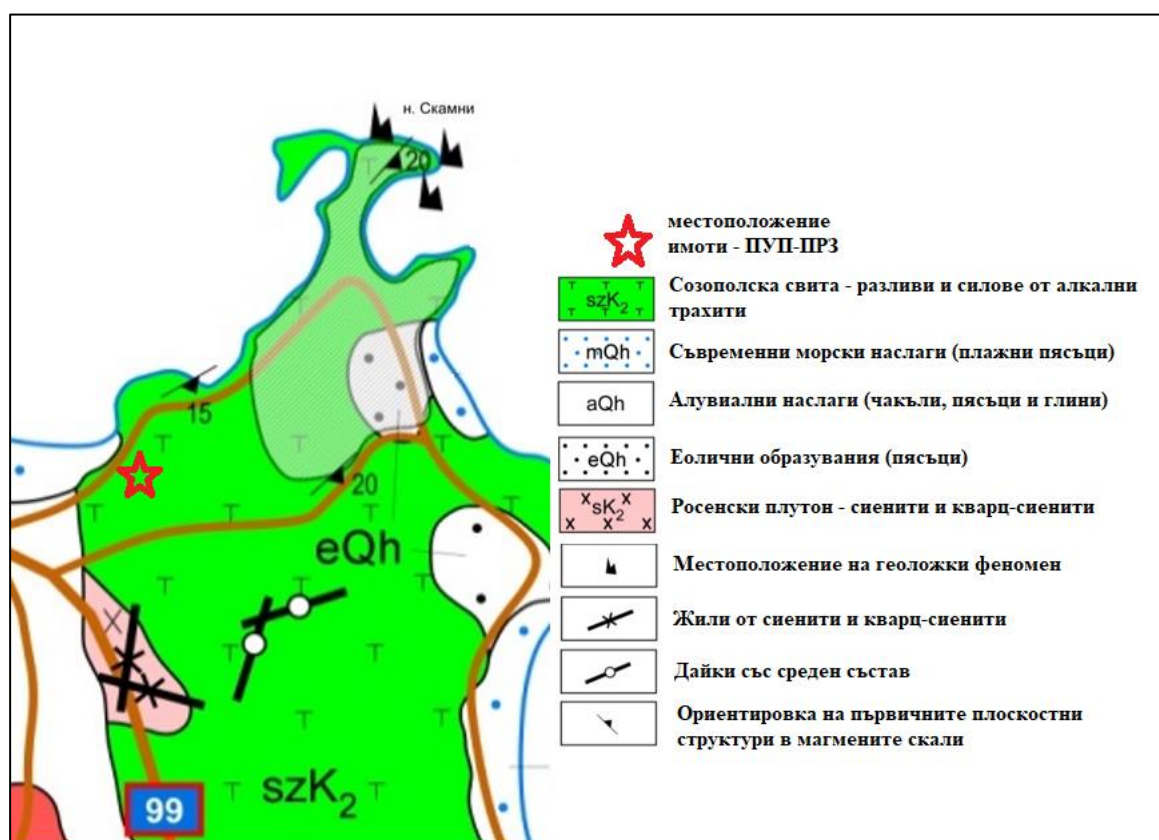 н. Скамни
20
15
20
eQh
szK₂
99
местоположение
имоти - ПУП-ПРЗ
szK₂
Созополска свита - разливи и силове от алкални
трахити
mQh
Съвременни морски наслаги (плажни пясъци)
aQh
Алувиални наслаги (чакъли, пясъци и глини)
eQh
Еолични образувания (пясъци)
sK₂
Росенски плутон - сиенити и кварц-сиенити
Местоположение на геоложки феномен
Жили от сиенити и кварц-сиенити
Дайки със среден състав
Ориентировка на първичните плоскостни
структури в магмените скали